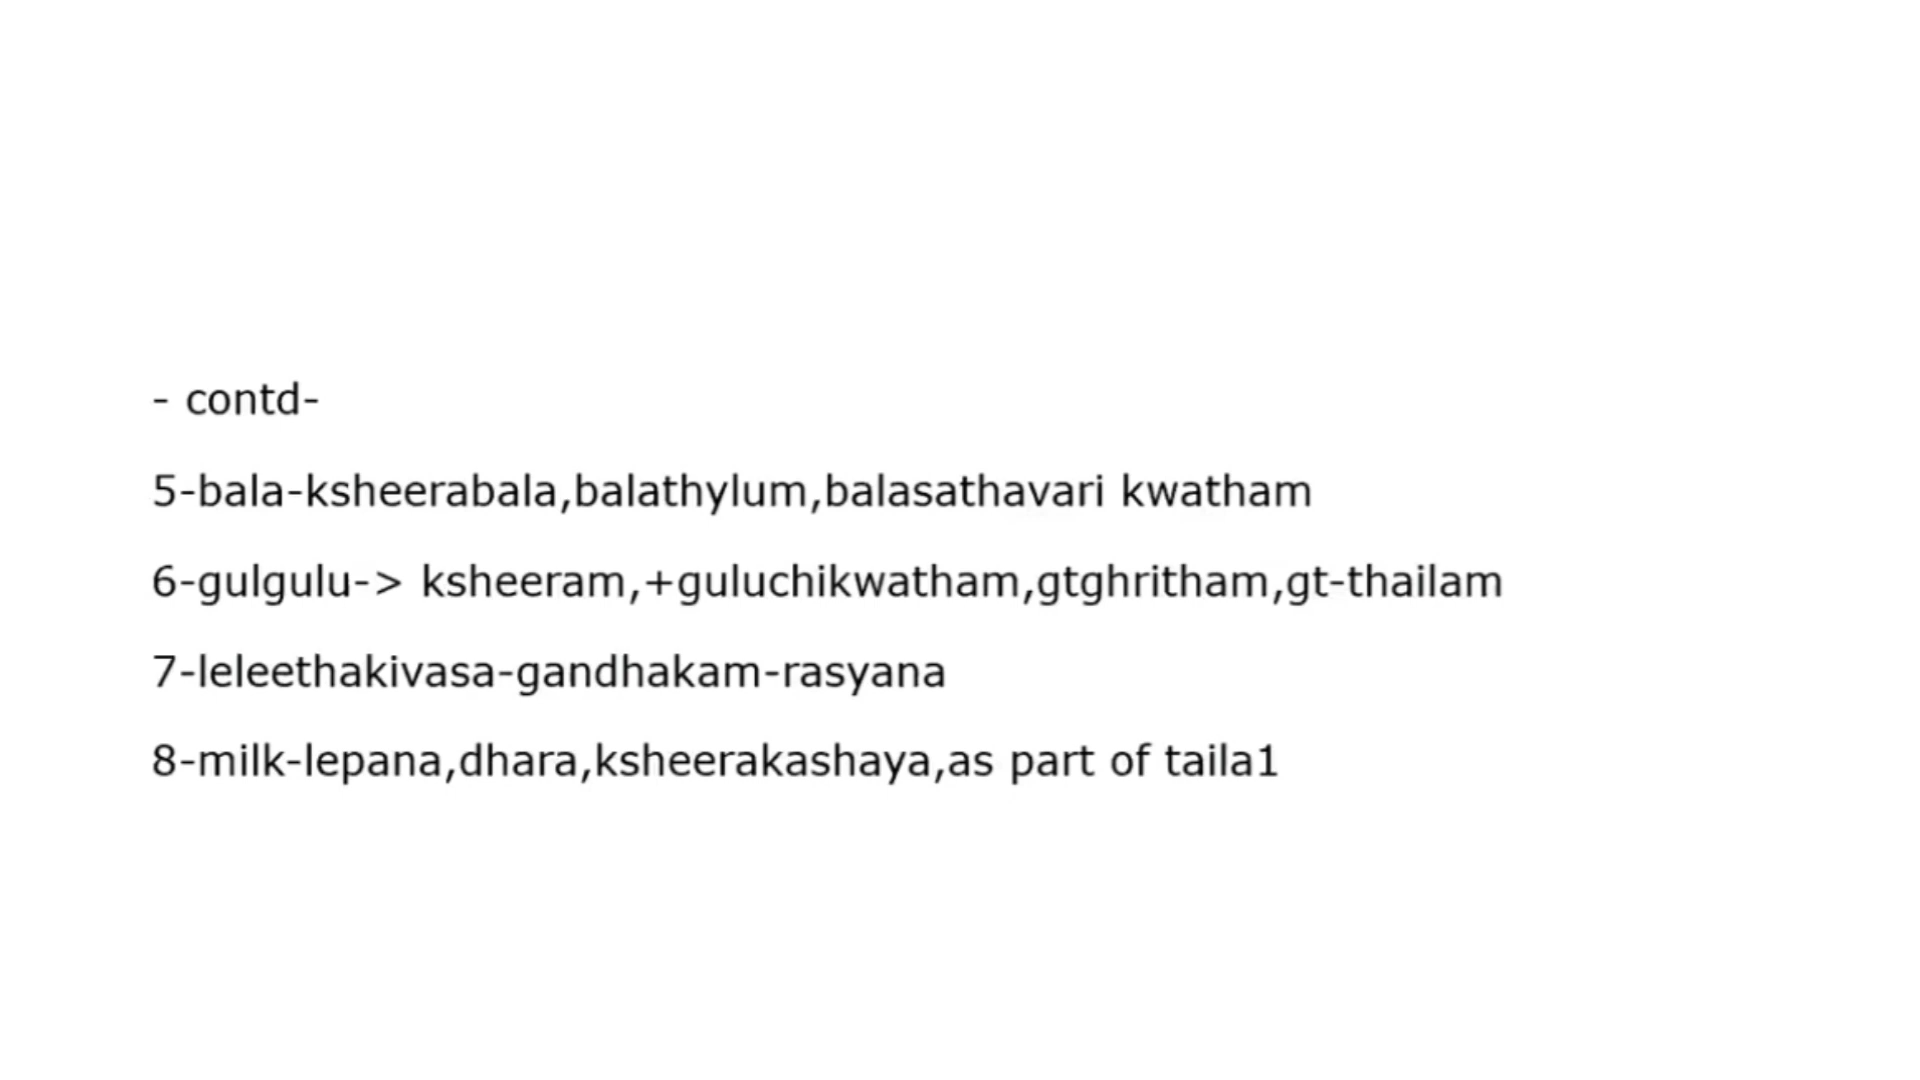 - contd-
5-bala-ksheerabala,balathylum,balasathavari kwatham
6-gulgulu-> ksheeram,+guluchikwatham,gtghritham,gt-thailam
7-leleethakivasa-gandhakam-rasyana
8-milk-lepana,dhara,ksheerakashaya,as part of taila1